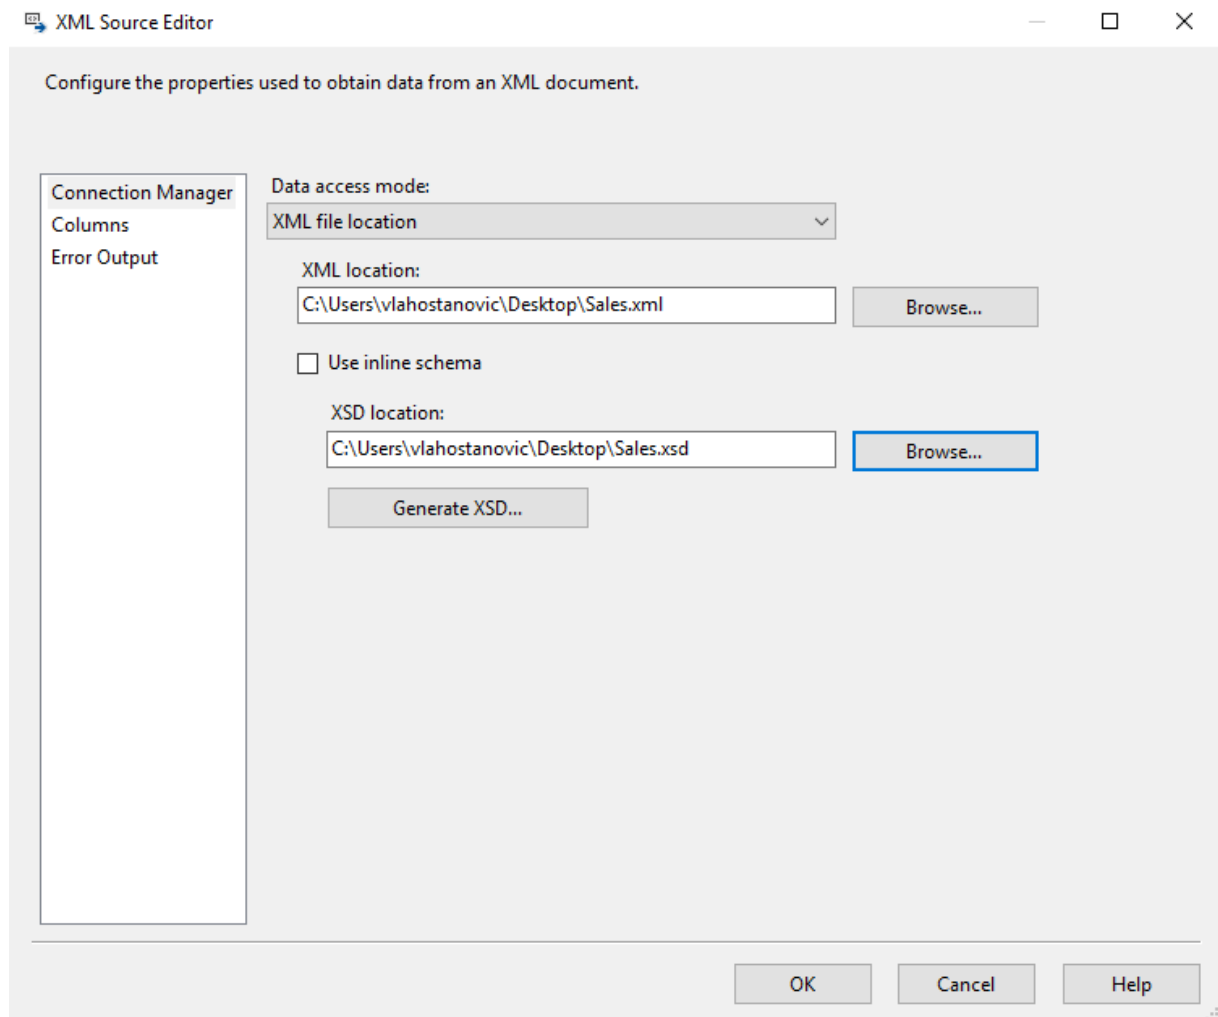 XML Source Editor
Configure the properties used to obtain data from an XML document.
Connection Manager
Columns
Error Output
Data access mode:
XML file location
XML location:
C:\Users\vlahostanovic\Desktop\Sales.xml
Browse...
Use inline schema
XSD location:
C:\Users\vlahostanovic\Desktop\Sales.xsd
Browse...
Generate XSD...
OK
Cancel
Help